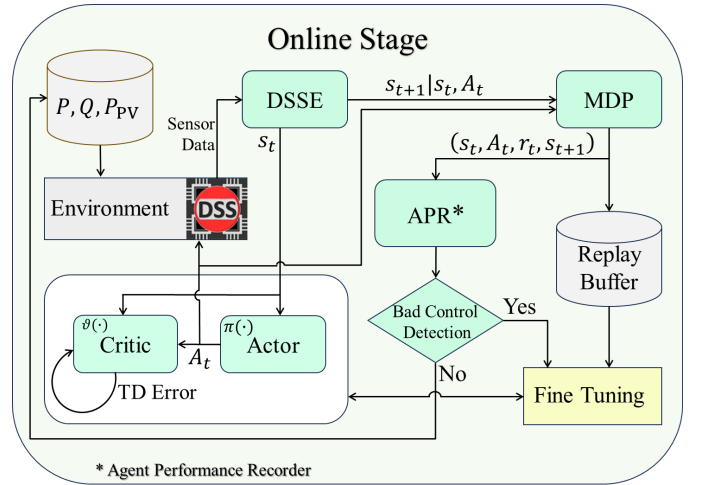 Online Stage
P, Q, P_PV
DSSE
s_{t+1}|s_t, A_t
MDP
Sensor
Data
s_t
(s_t, A_t, r_t, s_{t+1})
Environment
DSS
APR*
Replay
Buffer
Bad Control
Detection
Yes
No
ϑ(·)
Critic
A_t
π(·)
Actor
TD Error
Fine Tuning
* Agent Performance Recorder